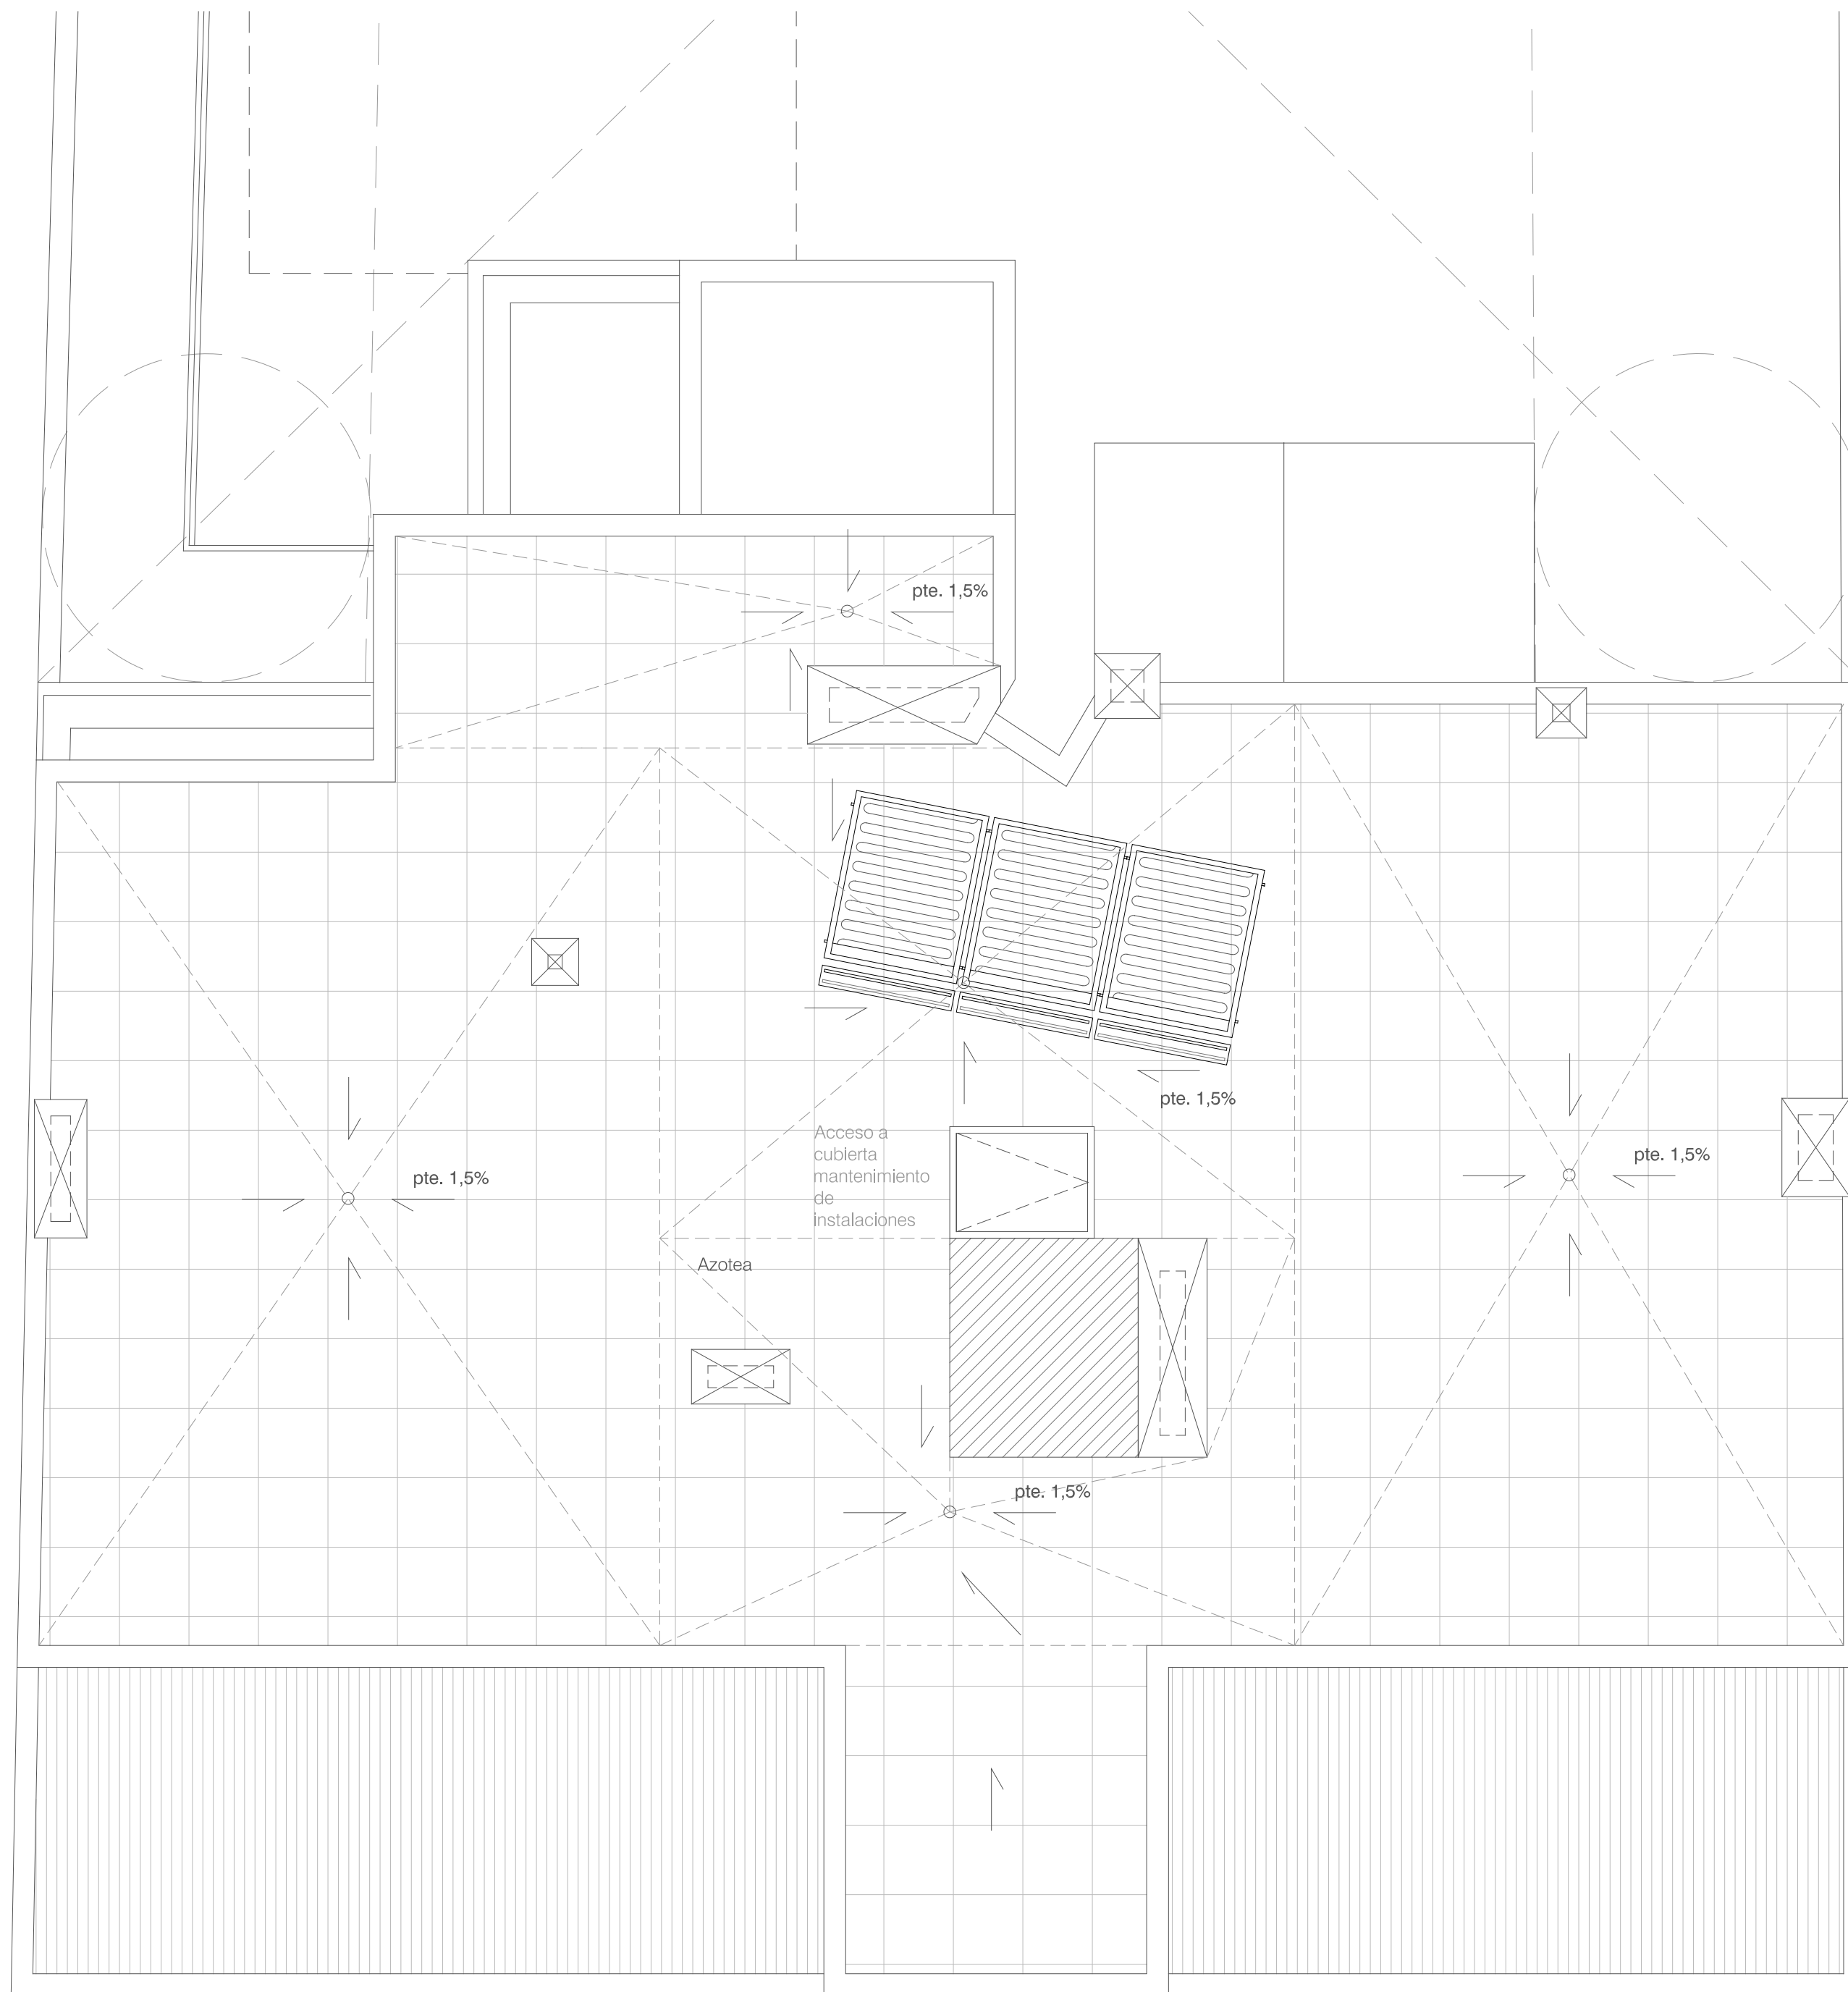 pte. 1,5%
pte. 1,5%
Acceso a
cubierta
mantenimiento
de
instalaciones
pte. 1,5%
pte. 1,5%
Azotea
pte. 1,5%